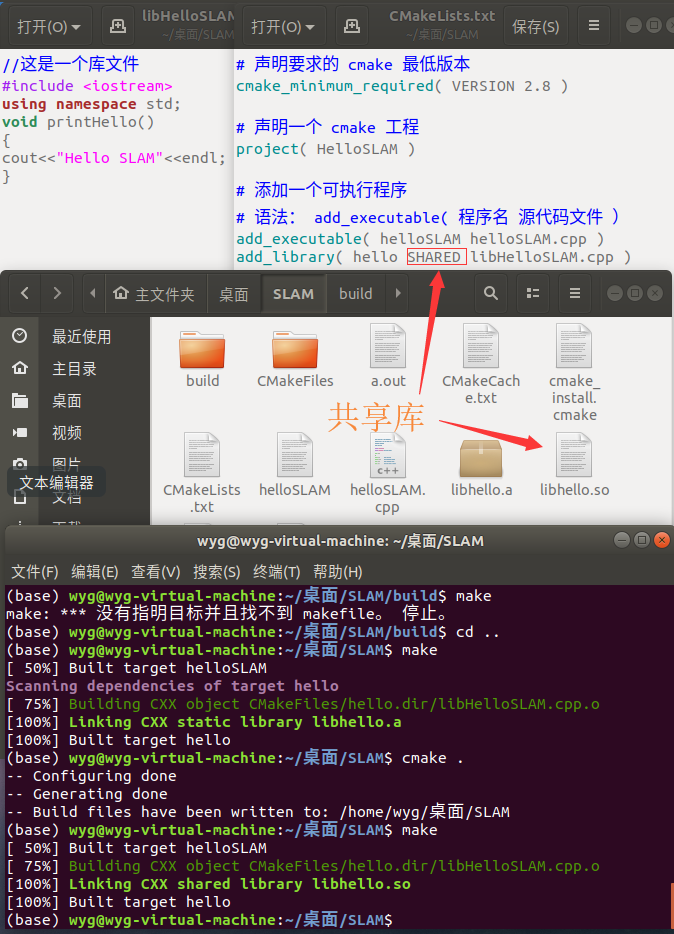 打开(O)
libHelloSLAM
~/桌面/SLAM
打开(O)
CMakeLists.txt
~/桌面/SLAM
保存(S)
//这是一个库文件
#include <iostream>
using namespace std;
void printHello()
{
cout<<"Hello SLAM"<<endl;
}
# 声明要求的 cmake 最低版本
cmake_minimum_required( VERSION 2.8 )
# 声明一个 cmake 工程
project( HelloSLAM )
# 添加一个可执行程序
# 语法： add_executable( 程序名 源代码文件 ）
add_executable( helloSLAM helloSLAM.cpp )
add_library( hello SHARED libHelloSLAM.cpp )
主文件夹
桌面
SLAM
build
最近使用
主目录
桌面
视频
图片
文本编辑器
文档
下载
build
CMakeFiles
a.out
CMakeCac
he.txt
cmake_
install.
cmake
共享库
CMakeLists
.txt
helloSLAM
c++
helloSLAM.
cpp
libhello.a
libhello.so
wyg@wyg-virtual-machine: ~/桌面/SLAM
文件(F) 编辑(E) 查看(V) 搜索(S) 终端(T) 帮助(H)
(base) wyg@wyg-virtual-machine:~/桌面/SLAM/build$ make
make: *** 没有指明目标并且找不到 makefile。 停止。
(base) wyg@wyg-virtual-machine:~/桌面/SLAM/build$ cd ..
(base) wyg@wyg-virtual-machine:~/桌面/SLAM$ make
[ 50%] Built target helloSLAM
Scanning dependencies of target hello
[ 75%] Building CXX object CMakeFiles/hello.dir/libHelloSLAM.cpp.o
[100%] Linking CXX static library libhello.a
[100%] Built target hello
(base) wyg@wyg-virtual-machine:~/桌面/SLAM$ cmake .
-- Configuring done
-- Generating done
-- Build files have been written to: /home/wyg/桌面/SLAM
(base) wyg@wyg-virtual-machine:~/桌面/SLAM$ make
[ 50%] Built target helloSLAM
[ 75%] Building CXX object CMakeFiles/hello.dir/libHelloSLAM.cpp.o
[100%] Linking CXX shared library libhello.so
[100%] Built target hello
(base) wyg@wyg-virtual-machine:~/桌面/SLAM$